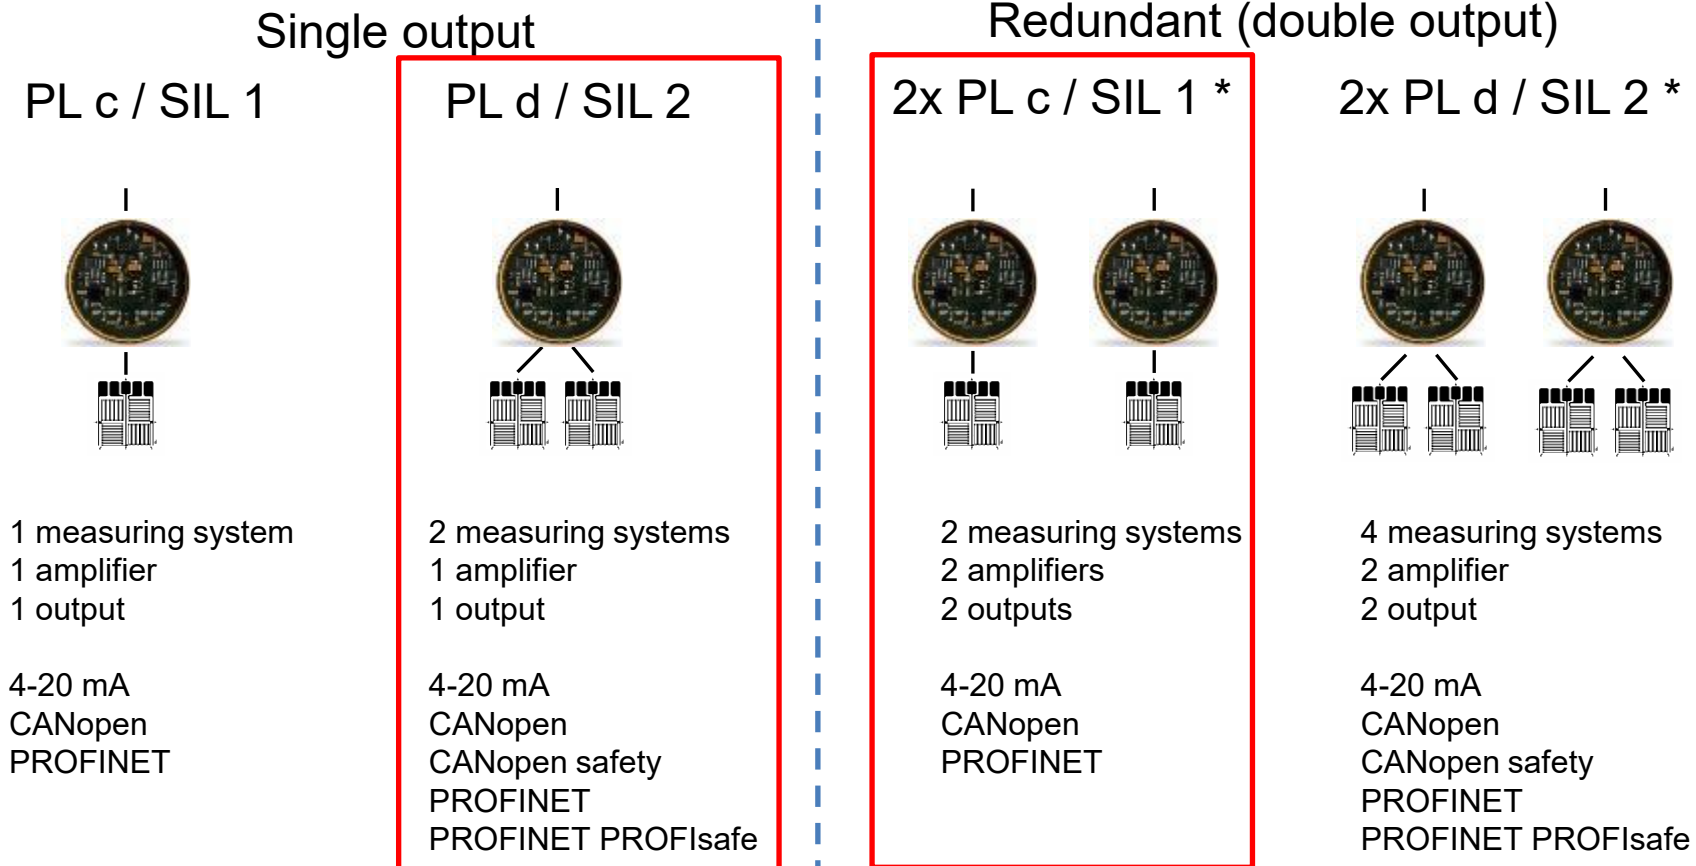 Single output
Redundant (double output)
PL c / SIL 1
PL d / SIL 2
2x PL c / SIL 1 *
2x PL d / SIL 2 *
1 measuring system
1 amplifier
1 output
4-20 mA
CANopen
PROFINET
2 measuring systems
1 amplifier
1 output
4-20 mA
CANopen
CANopen safety
PROFINET
PROFINET PROFIsafe
2 measuring systems
2 amplifiers
2 outputs
4-20 mA
CANopen
PROFINET
4 measuring systems
2 amplifier
2 output
4-20 mA
CANopen
CANopen safety
PROFINET
PROFINET PROFIsafe